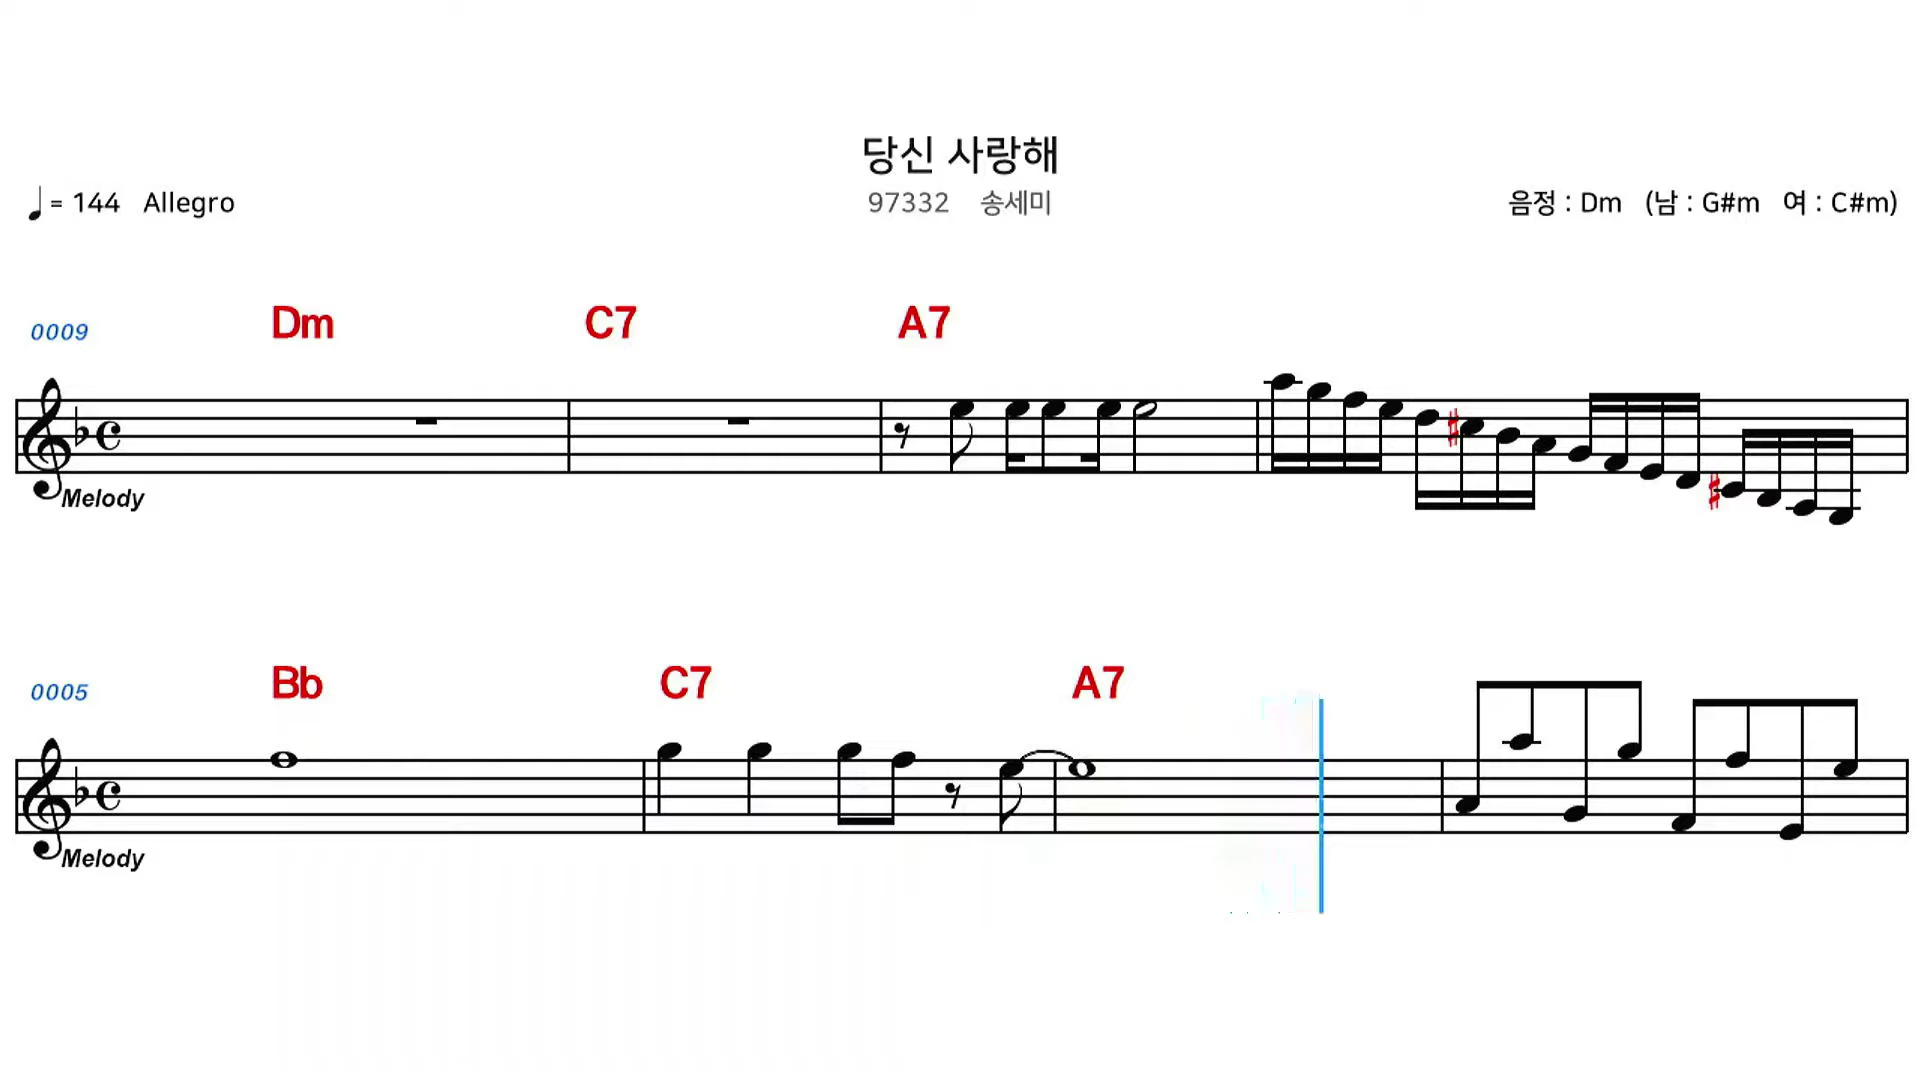 당신 사랑해
♩= 144 Allegro 97332 송세미 음정 : Dm (남 : G#m 여 : C#m)
0009 Dm C7 A7
Melody
0005 Bb C7 A7
Melody